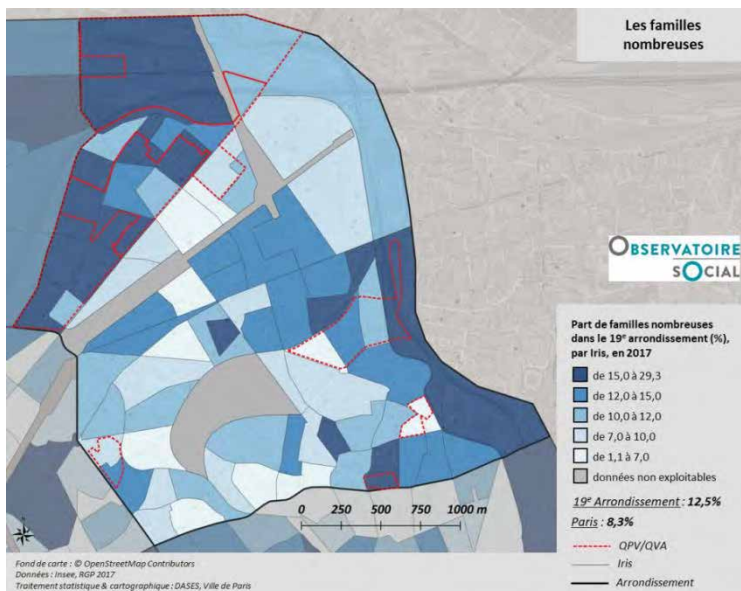 Les familles
nombreuses
OBSERVATOIRE
SOCIAL
Part de familles nombreuses
dans le 19e arrondissement (%),
par Iris, en 2017
de 15,0 à 29,3
de 12,0 à 15,0
de 10,0 à 12,0
de 7,0 à 10,0
de 1,1 à 7,0
données non exploitables
19e Arrondissement : 12,5%
Paris : 8,3%
QPV/QVA
Iris
Arrondissement
0 250 500 750 1000 m
Fond de carte : © OpenStreetMap Contributors
Données : Insee, RGP 2017
Traitement statistique & cartographique : DASES, Ville de Paris